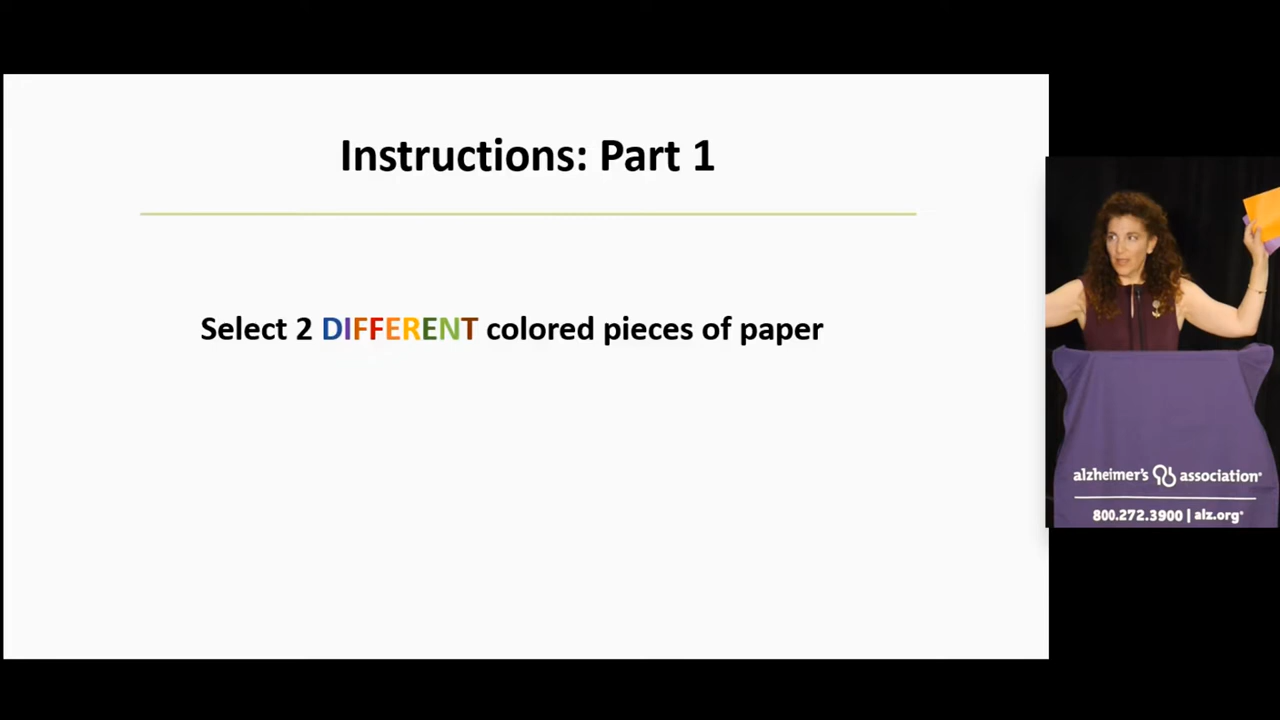 Instructions: Part 1
Select 2 DIFFERENT colored pieces of paper
alzheimer's association®
800.272.3900 | alz.org®